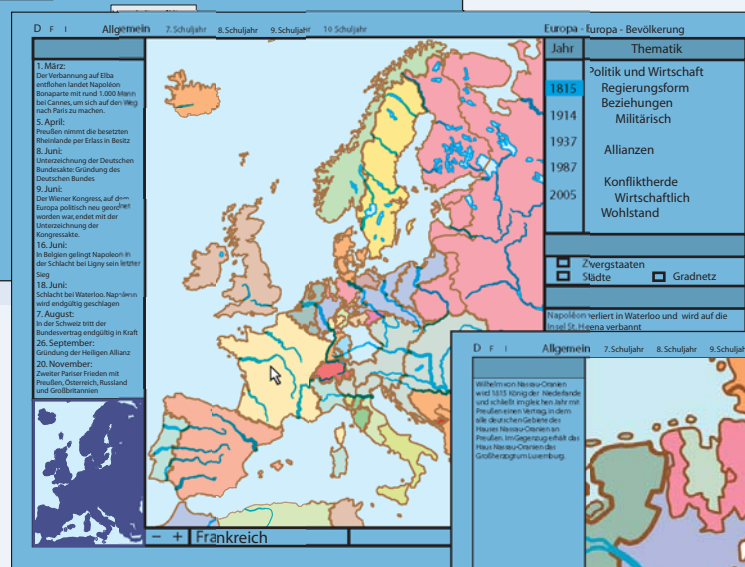 D F I Allgemein 7. Schuljahr 8. Schuljahr 9. Schuljahr 10 Schuljahr
Europa - Europa - Bevölkerung
1. März:
Der Verbannung auf Elba
entflohen landet Napoléon
Bonaparte mit rund 1.000 Mann
bei Cannes, um sich auf den Weg
nach Paris zu machen.
5. April:
Preußen nimmt die besetzten
Rheinlande per Erlass in Besitz
8. Juni:
Unterzeichnung der Deutschen
Bundesakte: Gründung des
Deutschen Bundes
9. Juni:
Der Wiener Kongress, auf dem
Europa politisch neu geordnet
worden war, endet mit der
Unterzeichnung der
Kongressakte.
16. Juni:
In Belgien gelingt Napoleon in
der Schlacht bei Ligny sein letzter
Sieg
18. Juni:
Schlacht bei Waterloo. Napoleon
wird endgültig geschlagen
7. August:
In der Schweiz tritt der
Bundesvertrag endgültig in Kraft
26. September:
Gründung der Heiligen Allianz
20. November:
Zweiter Pariser Frieden mit
Preußen, Österreich, Russland
und Großbritannien
− + Frankreich
Jahr Thematik
1815
1914
1937
1987
2005
Politik und Wirtschaft
Regierungsform
Beziehungen
Militärisch
Allianzen
Konfliktherde
Wirtschaftlich
Wohlstand
Zwergstaaten
Städte Gradnetz
Napoléon verliert in Waterloo und wird auf die
Insel St. Helena verbannt
D F I Allgemein 7. Schuljahr 8. Schuljahr 9. Schuljah
Wilhelm von Nassau-Oranien
wird 1815 König der Niederlande
und schließt im gleichen Jahr mit
Preußen einen Vertrag, in dem
alle deutschen Gebiete des
Hauses Nassau-Oranien an
Preußen. Im Gegenzug erhält das
Haus Nassau-Oranien das
Großherzogtum Luxemburg.